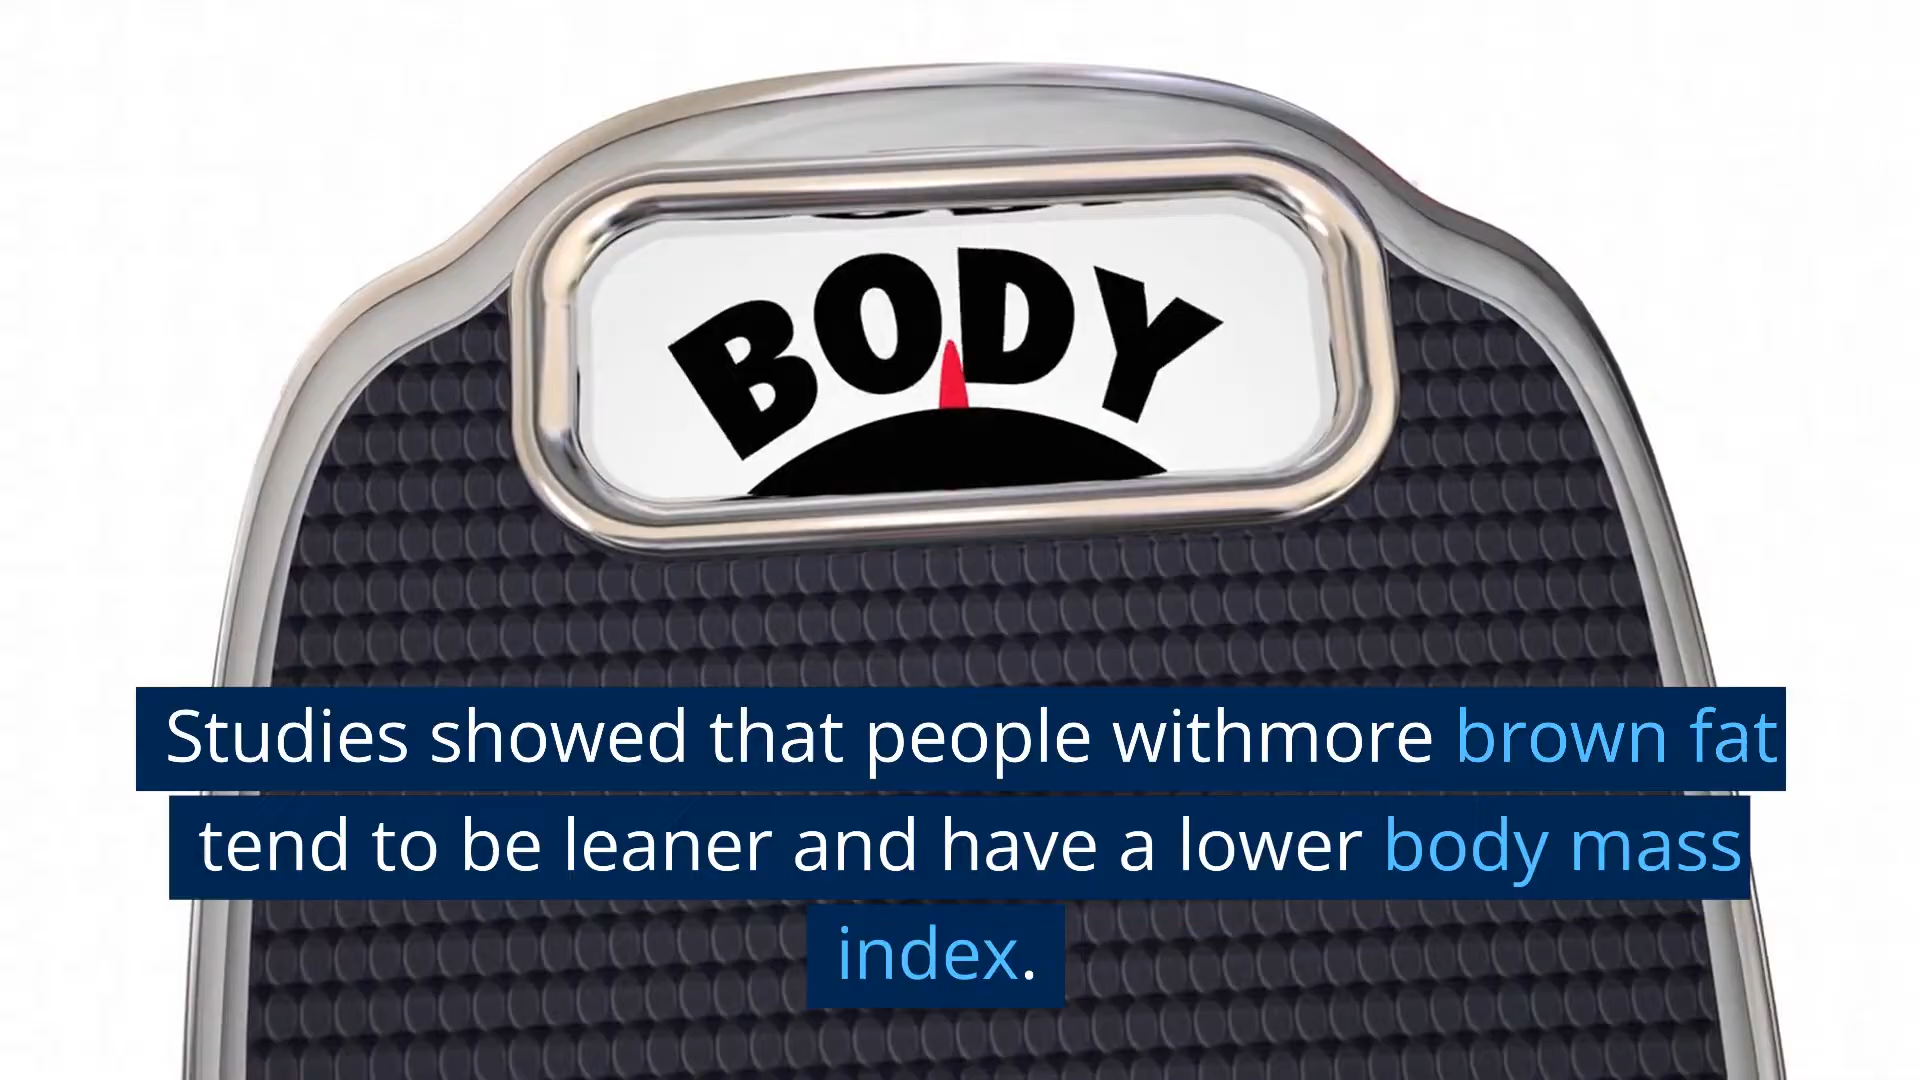 BODY
Studies showed that people withmore brown fat
tend to be leaner and have a lower body mass
index.